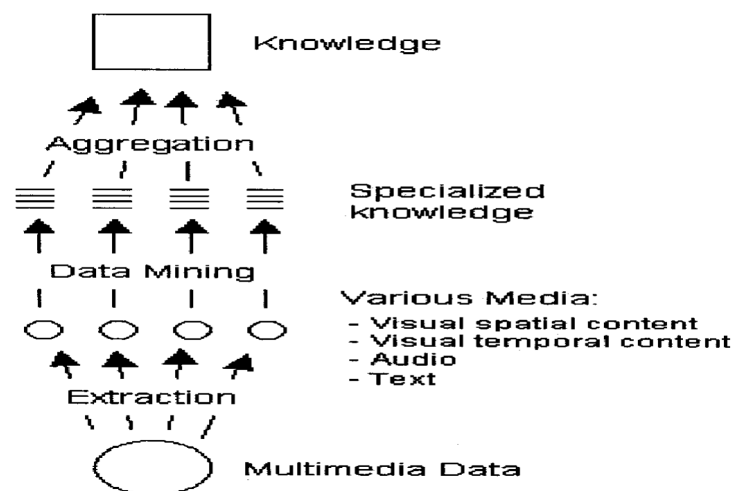 Knowledge
Aggregation
Specialized
knowledge
Data Mining
Various Media:
- Visual spatial content
- Visual temporal content
- Audio
- Text
Extraction
Multimedia Data